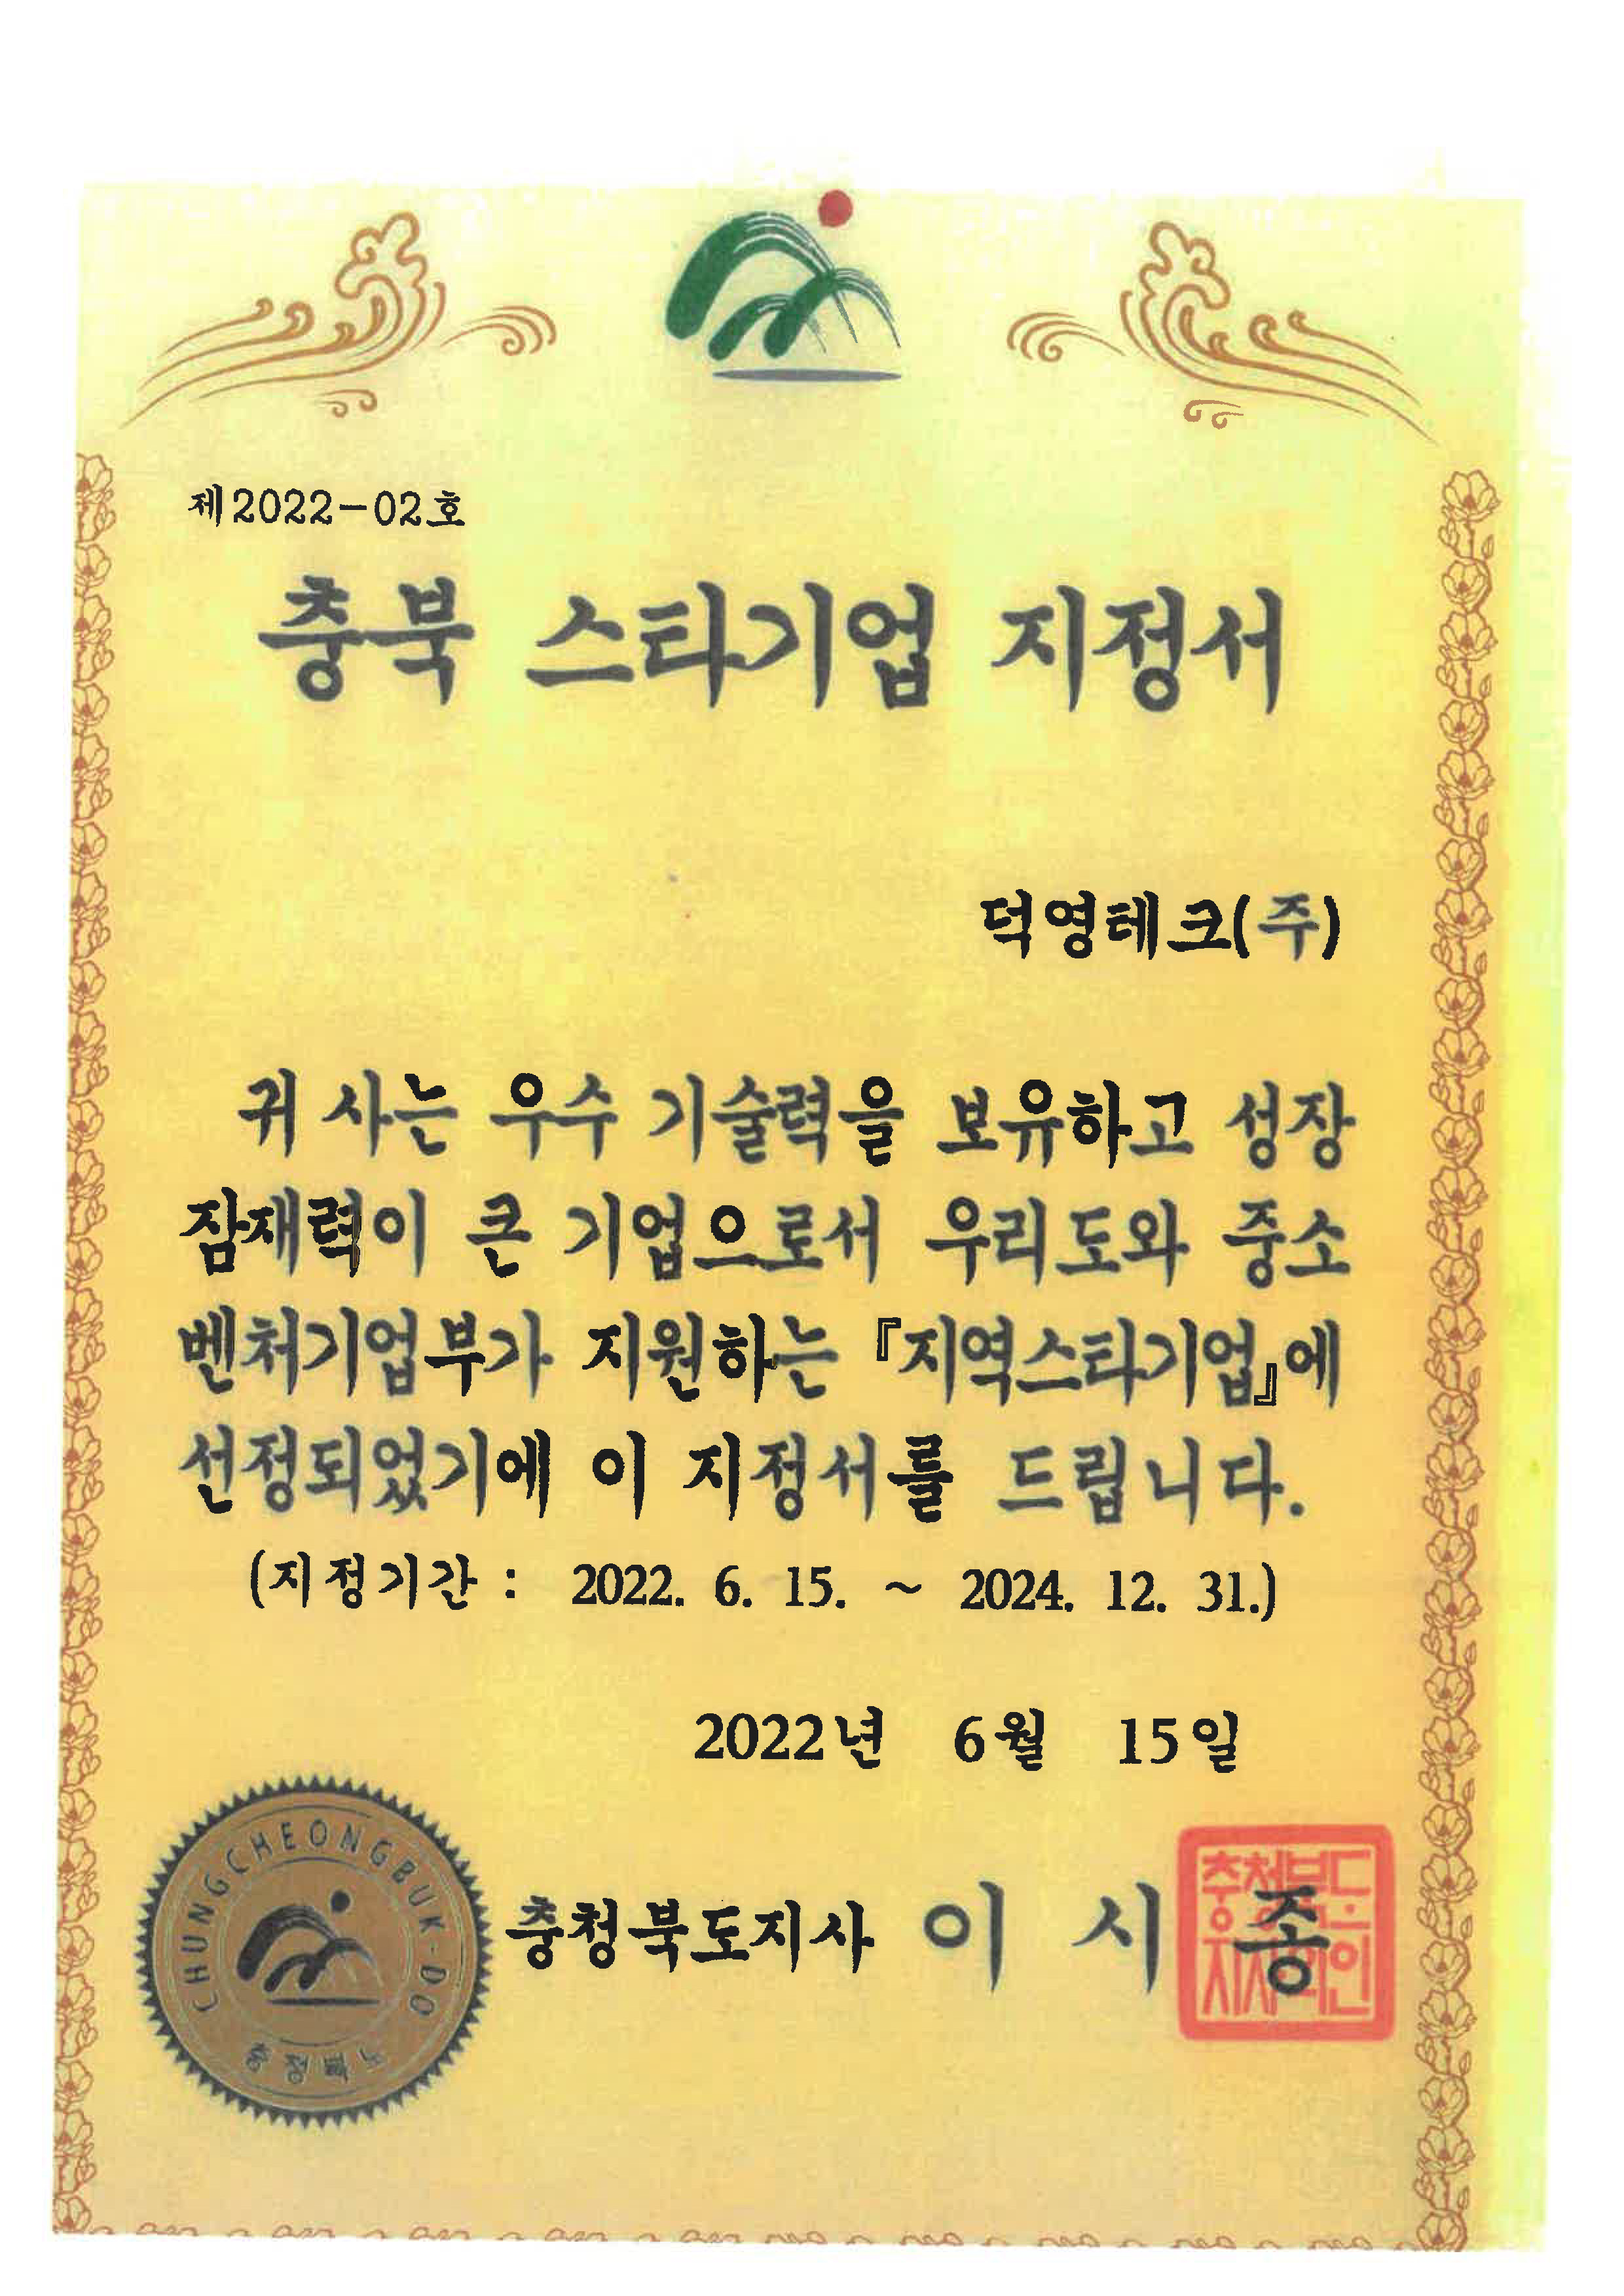 제2022-02호
충북 스타기업 지정서
덕영테크(주)
귀 사는 우수 기술력을 보유하고 성장
잠재력이 큰 기업으로서 우리도와 중소
벤처기업부가 지원하는 『지역스타기업』에
선정되었기에 이 지정서를 드립니다.
(지정기간 : 2022. 6. 15. ~ 2024. 12. 31.)
2022년 6월 15일
충청북도지사 이 시 종
충청북도
지사의인
CHUNGCHEONGBUK-DO
충청북도